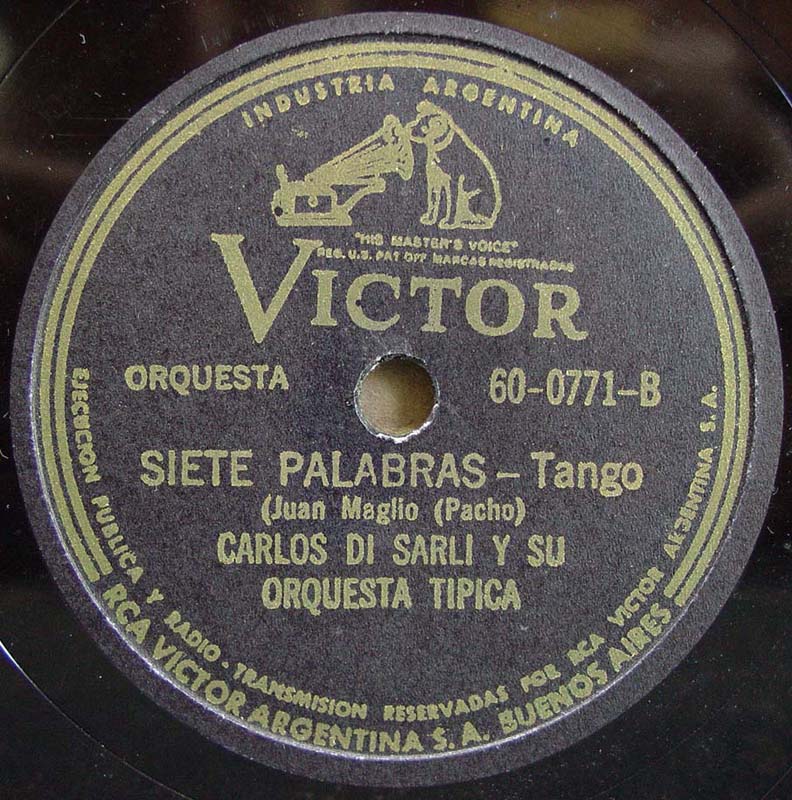 INDUSTRIA ARGENTINA
"HIS MASTER'S VOICE"
REG. U.S. PAT OFF MARCAS REGISTRADAS
VICTOR
ORQUESTA 60-0771-B
SIETE PALABRAS – Tango
(Juan Maglio (Pacho)
CARLOS DI SARLI Y SU
ORQUESTA TIPICA
EJECUCION PUBLICA Y RADIO-TRANSMISION RESERVADAS POR RCA VICTOR ARGENTINA S.A.
RCA VICTOR ARGENTINA S.A. BUENOS AIRES